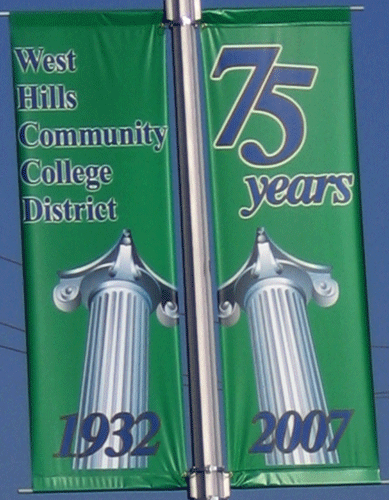 West
Hills
Community
College
District
1932
75
years
2007